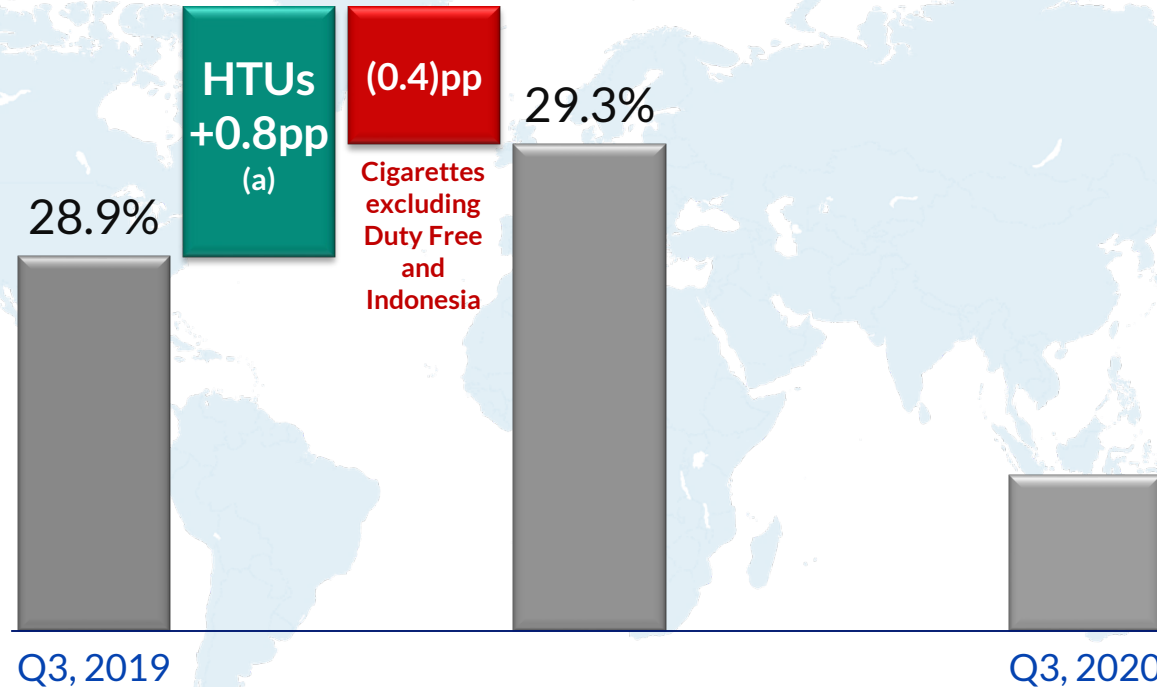 28.9%
HTUs
+0.8pp
(a)
(0.4)pp
Cigarettes
excluding
Duty Free
and
Indonesia
29.3%
Q3, 2019
Q3, 2020